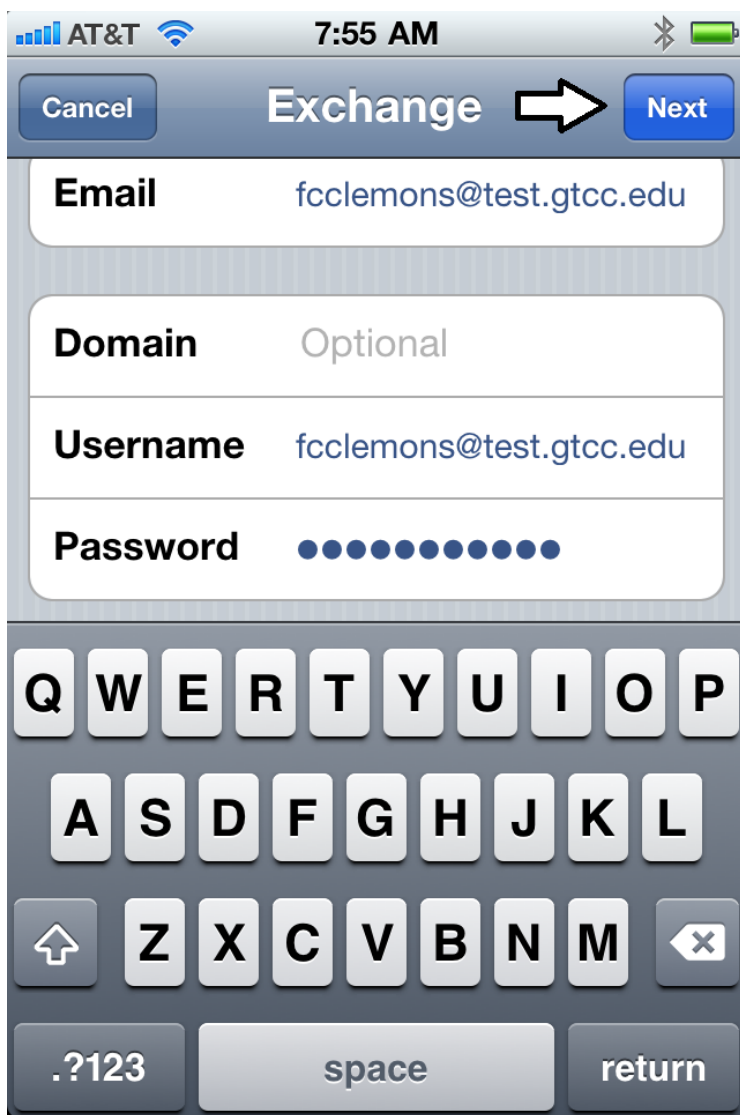 AT&T 7:55 AM
Cancel Exchange Next
Email fcclemons@test.gtcc.edu
Domain Optional
Username fcclemons@test.gtcc.edu
Password ●●●●●●●●●●●
Q W E R T Y U I O P
A S D F G H J K L
Z X C V B N M
.?123 space return